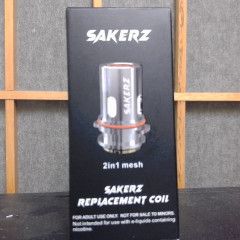 SAKERZ
SAKERZ
2in1 mesh
SAKERZ
REPLACEMENT COIL
FOR ADULT USE ONLY. NOT FOR SALE TO MINORS.
Not intended for use with e-liquids containing
nicotine.